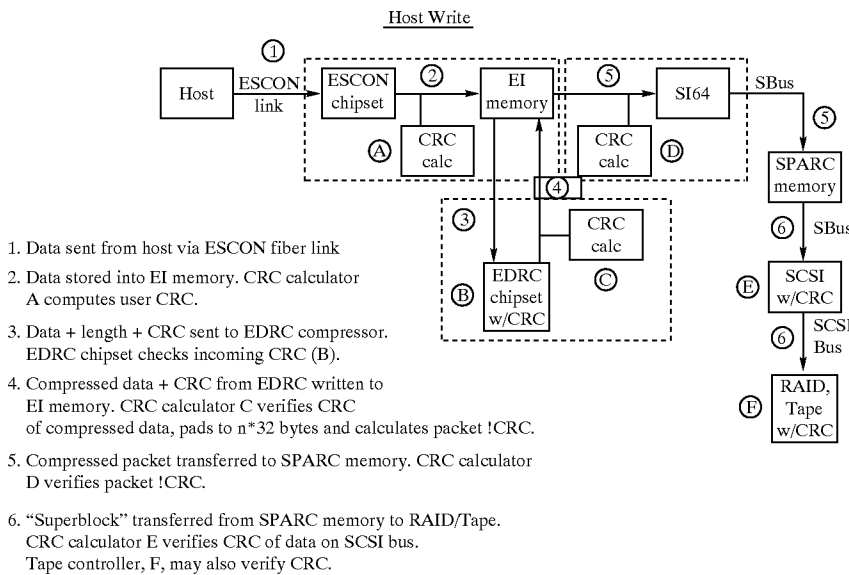 Host Write
1
2
5
Host
ESCON
link
ESCON
chipset
EI
memory
SI64
SBus
A
CRC
calc
CRC
calc
D
5
SPARC
memory
4
3
CRC
calc
C
6
SBus
B
EDRC
chipset
w/CRC
E
SCSI
w/CRC
6
SCSI
Bus
F
RAID,
Tape
w/CRC
1. Data sent from host via ESCON fiber link
2. Data stored into EI memory. CRC calculator
A computes user CRC.
3. Data + length + CRC sent to EDRC compressor.
EDRC chipset checks incoming CRC (B).
4. Compressed data + CRC from EDRC written to
EI memory. CRC calculator C verifies CRC
of compressed data, pads to n*32 bytes and calculates packet !CRC.
5. Compressed packet transferred to SPARC memory. CRC calculator
D verifies packet !CRC.
6. “Superblock” transferred from SPARC memory to RAID/Tape.
CRC calculator E verifies CRC of data on SCSI bus.
Tape controller, F, may also verify CRC.